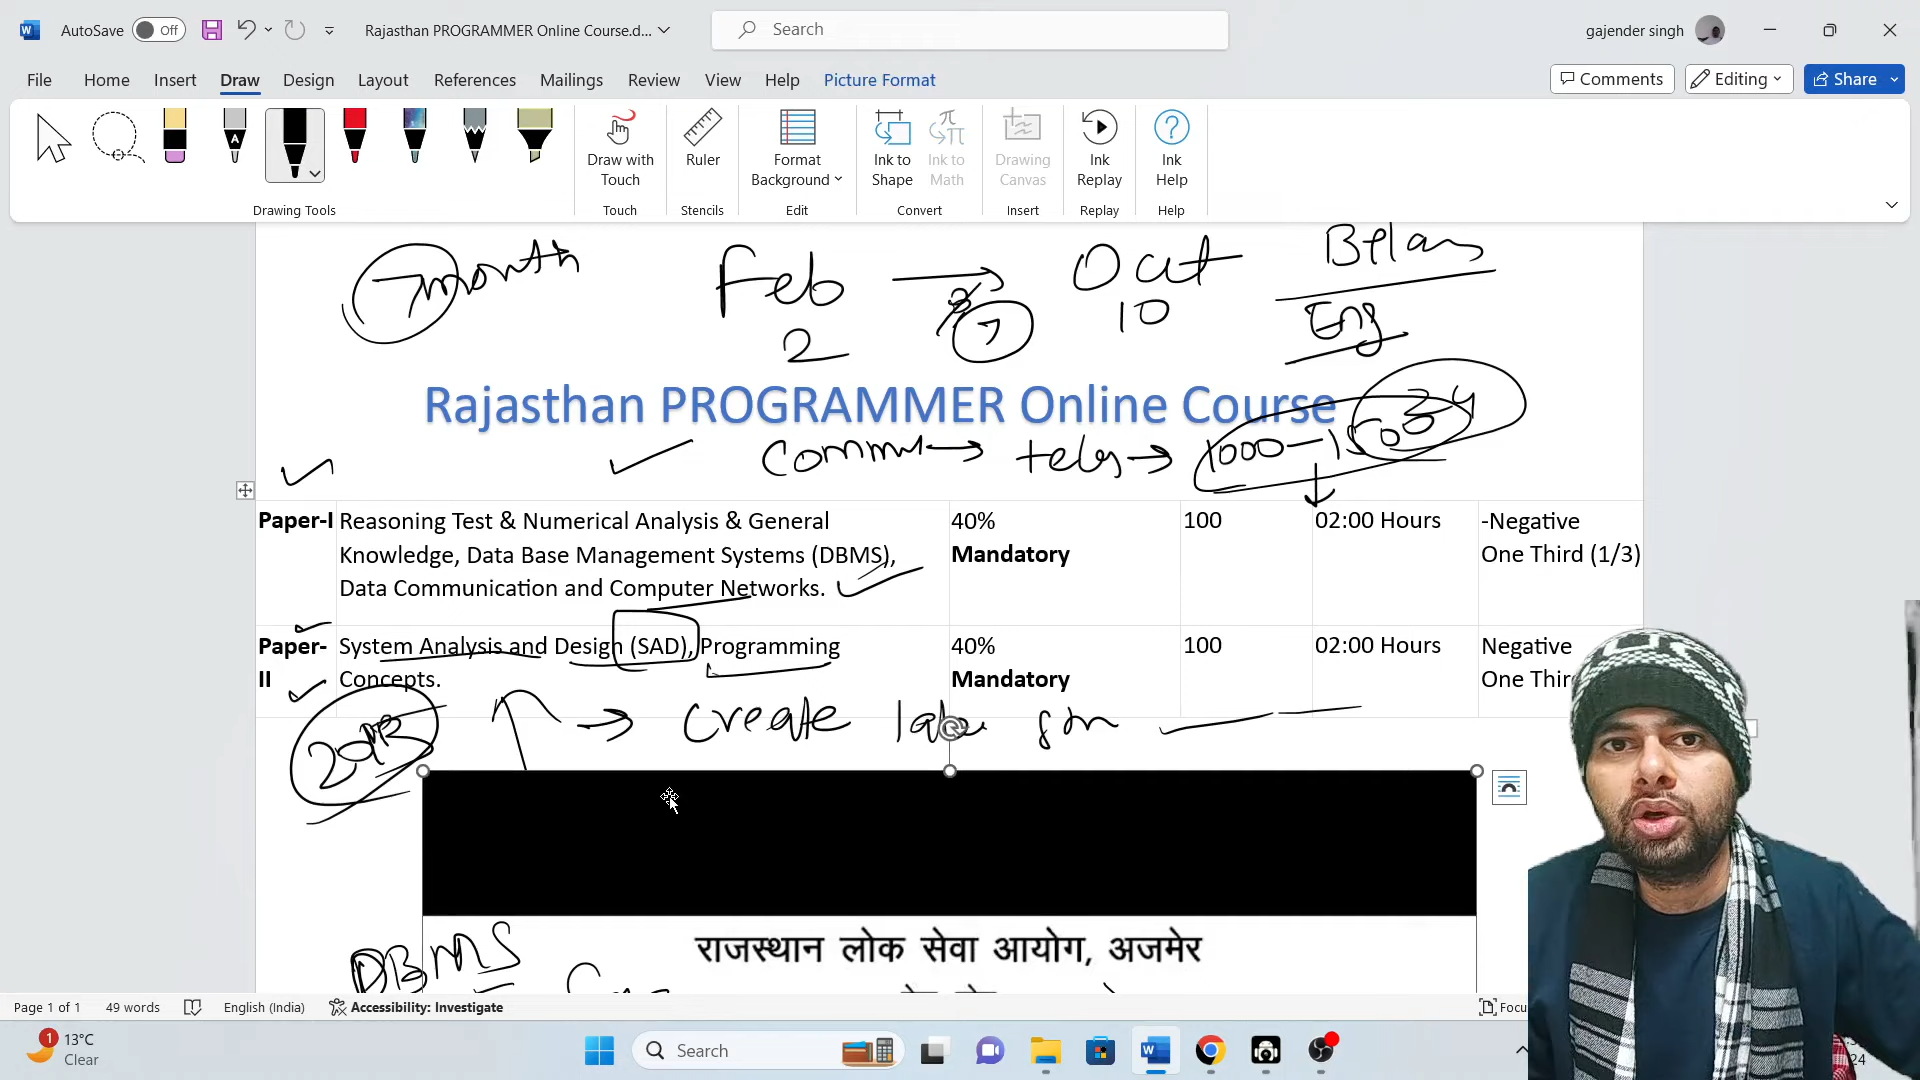 AutoSave Off Rajasthan PROGRAMMER Online Course.d... Search gajender singh
File Home Insert Draw Design Layout References Mailings Review View Help Picture Format Comments Editing Share
Draw with Touch
Ruler
Format Background
Ink to Shape
Ink to Math
Drawing Canvas
Ink Replay
Ink Help
Drawing Tools Touch Stencils Edit Convert Insert Replay Help
7 month Feb → Oct
2 8 7 10
Eng
Rajasthan PROGRAMMER Online Course
→ →
Paper-I
Reasoning Test & Numerical Analysis & General
Knowledge, Data Base Management Systems (DBMS),
Data Communication and Computer Networks.
40%
Mandatory
100
02:00 Hours
-Negative
One Third (1/3)
Paper-
II
System Analysis and Design (SAD), Programming
Concepts.
40%
Mandatory
100
02:00 Hours
Negative
One Thir
→ create
राजस्थान लोक सेवा आयोग, अजमेर
DBMS
Page 1 of 1 49 words English (India) Accessibility: Investigate Focu
1 13°C
Clear
Search
24